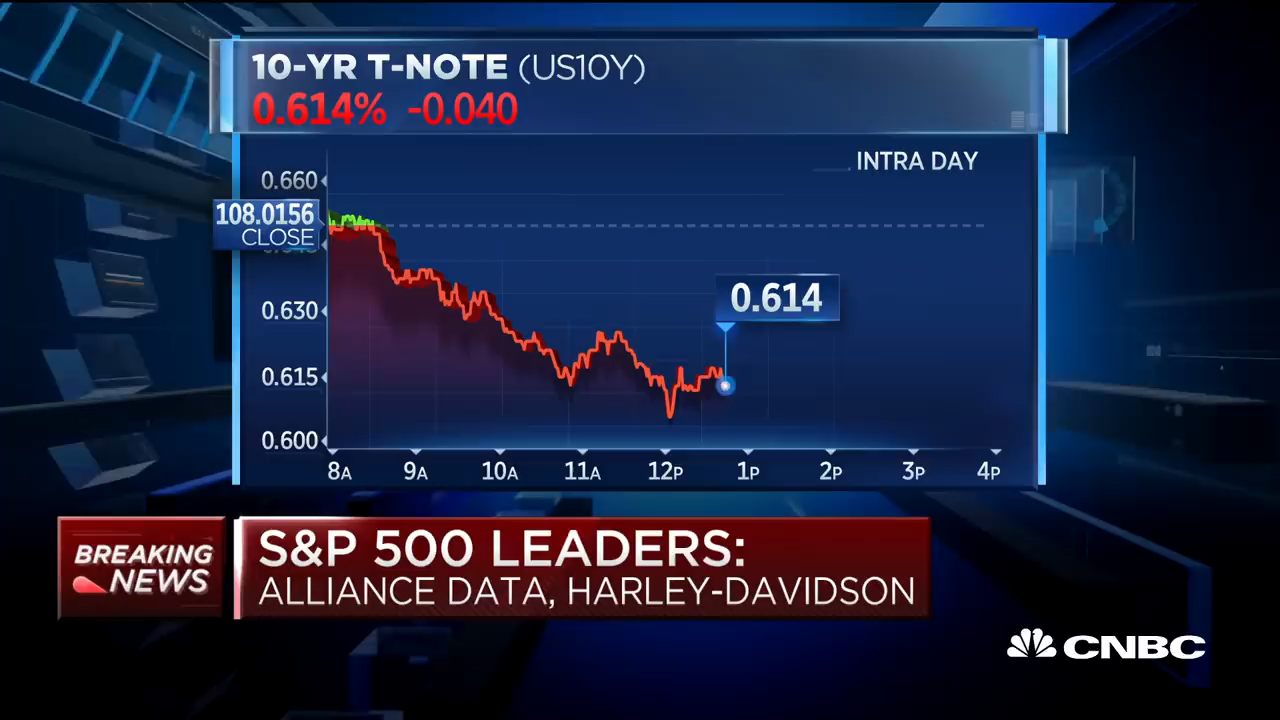 10-YR T-NOTE (US10Y)
0.614% -0.040
INTRA DAY
0.660
108.0156
CLOSE
0.630
0.614
0.615
0.600
8A 9A 10A 11A 12P 1P 2P 3P 4P
BREAKING
NEWS
S&P 500 LEADERS:
ALLIANCE DATA, HARLEY-DAVIDSON
CNBC